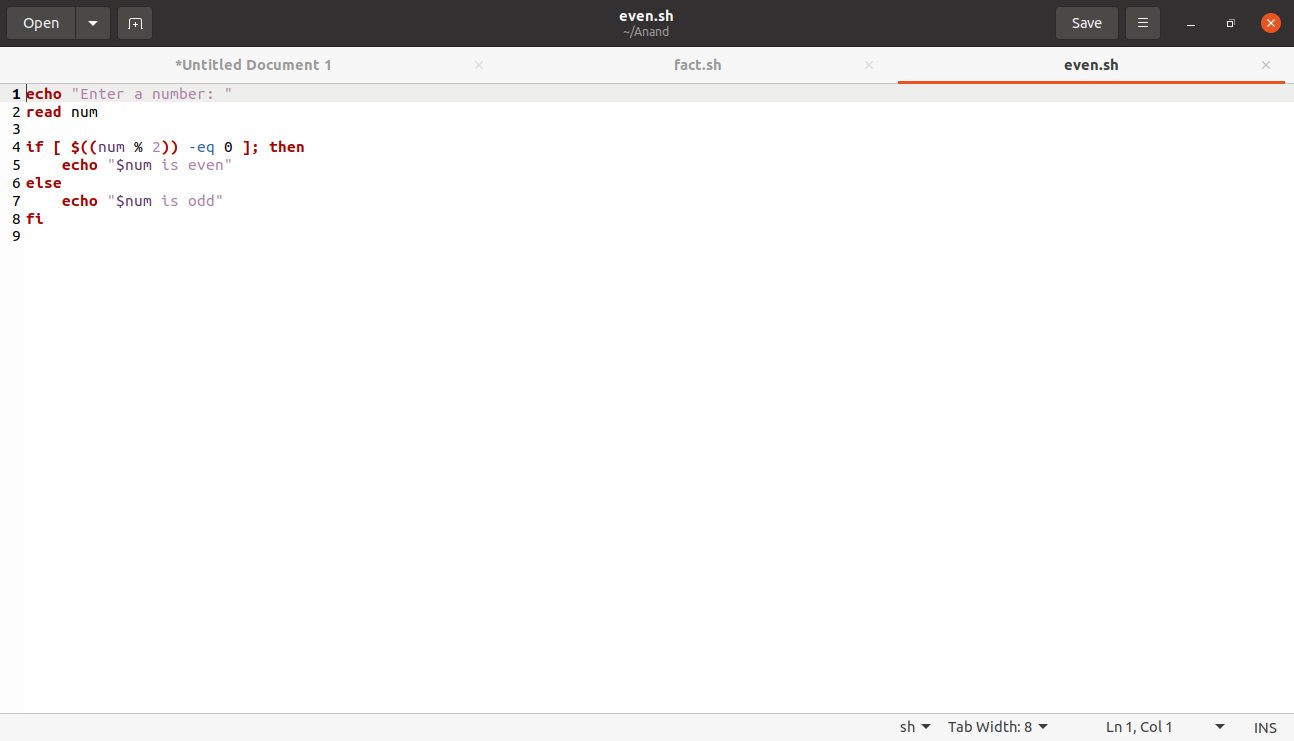 Open
even.sh
~/Anand
Save
*Untitled Document 1
fact.sh
even.sh
1 echo "Enter a number: "
2 read num
3
4 if [ $((num % 2)) -eq 0 ]; then
5     echo "$num is even"
6 else
7     echo "$num is odd"
8 fi
9
sh Tab Width: 8 Ln 1, Col 1 INS